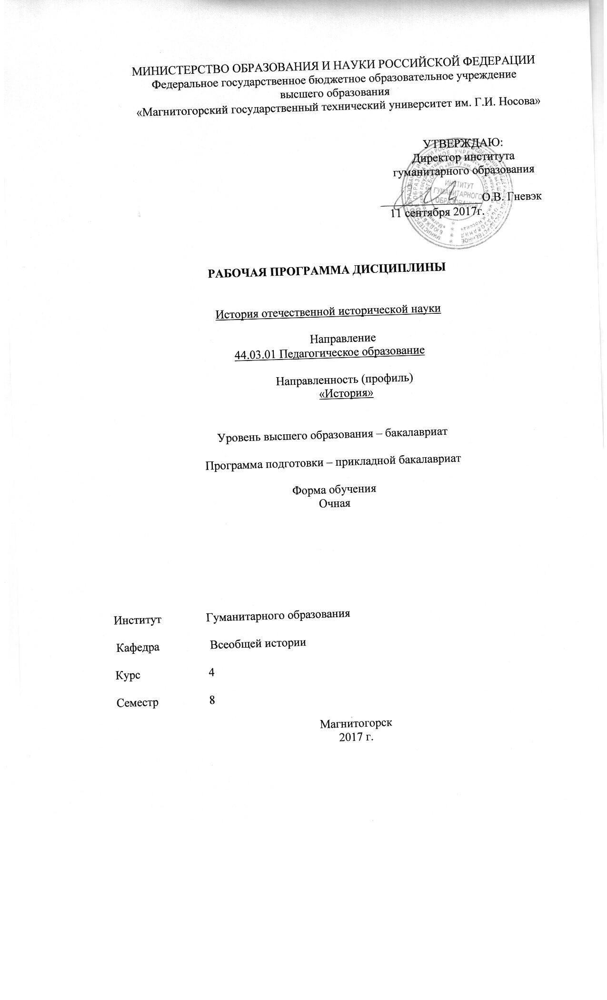 МИНИСТЕРСТВО ОБРАЗОВАНИЯ И НАУКИ РОССИЙСКОЙ ФЕДЕРАЦИИ
Федеральное государственное бюджетное образовательное учреждение
высшего образования
«Магнитогорский государственный технический университет им. Г.И. Носова»
УТВЕРЖДАЮ:
Директор института
гуманитарного образования
ИНСТИТУТ
ГУМАНИТАРНОГО
ОБРАЗОВАНИЯ
О.В. Гневэк
11 сентября 2017г.
РАБОЧАЯ ПРОГРАММА ДИСЦИПЛИНЫ
История отечественной исторической науки
Направление
44.03.01 Педагогическое образование
Направленность (профиль)
«История»
Уровень высшего образования – бакалавриат
Программа подготовки – прикладной бакалавриат
Форма обучения
Очная
Институт Гуманитарного образования
Кафедра Всеобщей истории
Курс 4
Семестр 8
Магнитогорск
2017 г.